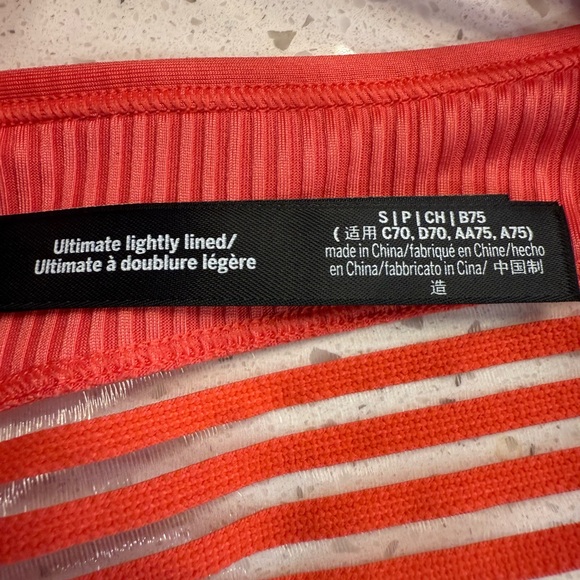 Ultimate lightly lined/
Ultimate à doublure légère
S | P | CH | B75
( 适用 C70, D70, AA75, A75)
made in China/fabriqué en Chine/hecho
en China/fabbricato in Cina/ 中国制
造